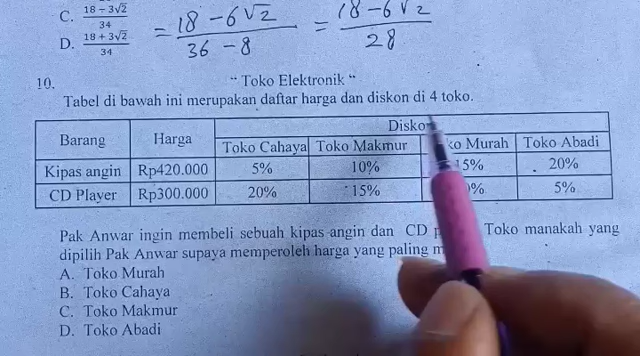 C. 18 − 3√2 / 34
D. 18 + 3√2 / 34
= 18 − 6√2 / 36 − 8 = 18 − 6√2 / 28
10. “ Toko Elektronik “
Tabel di bawah ini merupakan daftar harga dan diskon di 4 toko.
Barang Harga Diskon
Toko Cahaya Toko Makmur Murah Toko Abadi
Kipas angin Rp420.000 5% 10% 15% 20%
CD Player Rp300.000 20% 15% % 5%
Pak Anwar ingin membeli sebuah kipas angin dan CD Toko manakah yang
dipilih Pak Anwar supaya memperoleh harga yang paling
A. Toko Murah
B. Toko Cahaya
C. Toko Makmur
D. Toko Abadi